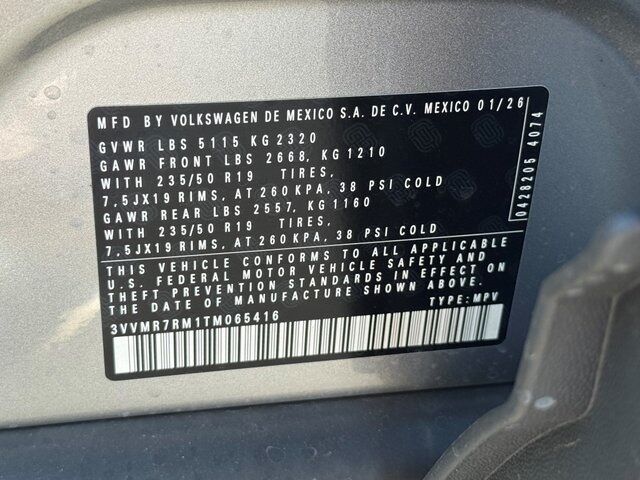 MFD BY VOLKSWAGEN DE MEXICO S.A. DE C.V. MEXICO 01/26
GVWR LBS 5115 KG 2320
GAWR FRONT LBS 2668, KG 1210
WITH 235/50 R19 TIRES,
7,5JX19 RIMS, AT 260 KPA, 38 PSI COLD
GAWR REAR LBS 2557, KG 1160
WITH 235/50 R19 TIRES,
7,5JX19 RIMS, AT 260 KPA, 38 PSI COLD
THIS VEHICLE CONFORMS TO ALL APPLICABLE
U.S. FEDERAL MOTOR VEHICLE SAFETY AND
THEFT PREVENTION STANDARDS IN EFFECT ON
THE DATE OF MANUFACTURE SHOWN ABOVE.
3VVMR7RM1TM065416 TYPE: MPV
0428205 4074